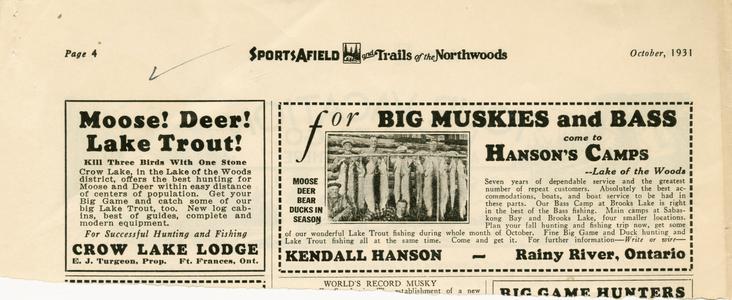 Page 4
SPORTS AFIELD and Trails of the Northwoods
October, 1931
Moose! Deer!
Lake Trout!
Kill Three Birds With One Stone
Crow Lake, in the Lake of the Woods
district, offers the best hunting for
Moose and Deer within easy distance
of centers of population. Get your
Big Game and catch some of our
big Lake Trout, too. New log cab-
ins, best of guides, complete and
modern equipment.
For Successful Hunting and Fishing
CROW LAKE LODGE
E. J. Turgeon, Prop. Ft. Frances, Ont.
for BIG MUSKIES and BASS
come to
HANSON'S CAMPS
--Lake of the Woods
MOOSE
DEER
BEAR
DUCKS IN
SEASON
Seven years of dependable service and the greatest
number of repeat customers. Absolutely the best ac-
commodations, boats, and boat service to be had in
these parts. Our Bass Camp at Brooks Lake is right
in the best of the Bass fishing. Main camps at Sabas-
kong Bay and Brooks Lake, four smaller locations.
Plan your fall hunting and fishing trip now, get some
of our wonderful Lake Trout fishing during whole month of October. Fine Big Game and Duck hunting and
Lake Trout fishing all at the same time. Come and get it. For further information—Write or wire—
KENDALL HANSON — Rainy River, Ontario
WORLD'S RECORD MUSKY
establishment of a new
BIG GAME HUNTERS